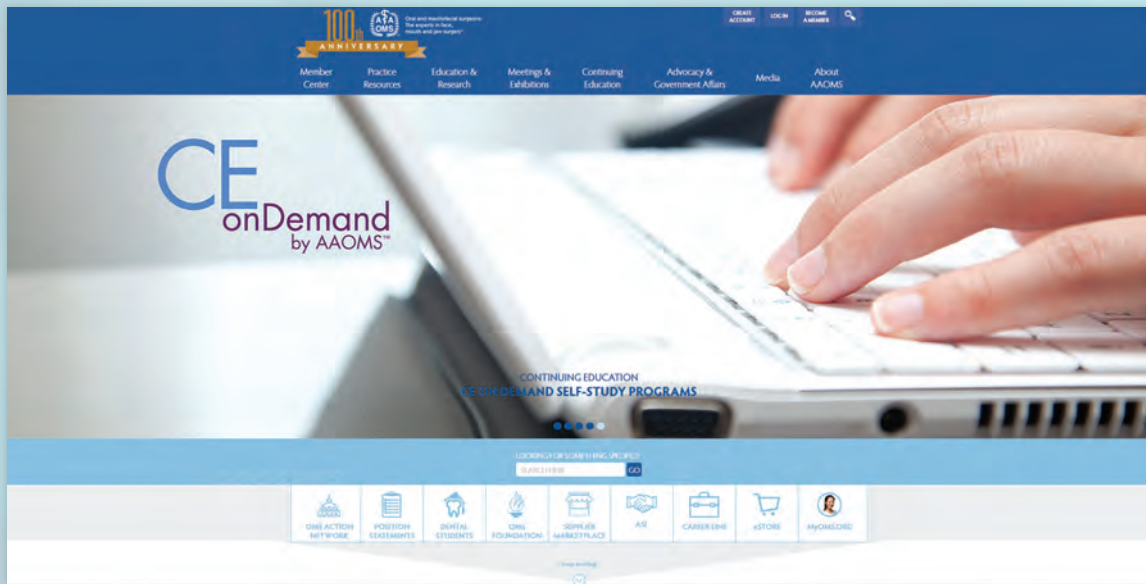 100th
ANNIVERSARY
AAOMS
Oral and maxillofacial surgeons:
The experts in face,
mouth and jaw surgery™
CREATE
ACCOUNT
LOG IN
BECOME
A MEMBER
Member
Center
Practice
Resources
Education &
Research
Meetings &
Exhibitions
Continuing
Education
Advocacy &
Government Affairs
Media
About
AAOMS
CE
onDemand
by AAOMS™
CONTINUING EDUCATION
CE ON DEMAND SELF-STUDY PROGRAMS
LOOKING FOR SOMETHING SPECIFIC?
SEARCH HERE
GO
OMS ACTION
NETWORK
POSITION
STATEMENTS
DENTAL
STUDENTS
OMS
FOUNDATION
SUPPLIER
MARKETPLACE
ASI
CAREER LINE
eSTORE
MyOMS.ORG